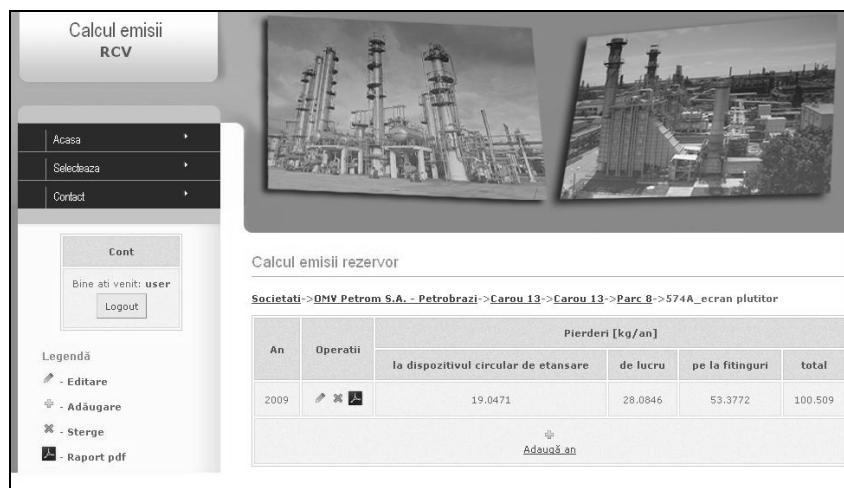 Calcul emisii
RCV
Acasa
Selecteaza
Contact
Cont
Bine ati venit: user
Logout
Legendă
- Editare
- Adăugare
- Sterge
- Raport pdf
Calcul emisii rezervor
Societati->OMV Petrom S.A. - Petrobrazi->Carou 13->Carou 13->Parc 8->574A_ecran plutitor
An
Operatii
Pierderi [kg/an]
la dispozitivul circular de etansare
de lucru
pe la fitinguri
total
2009
19.0471
28.0846
53.3772
100.509
Adaugă an